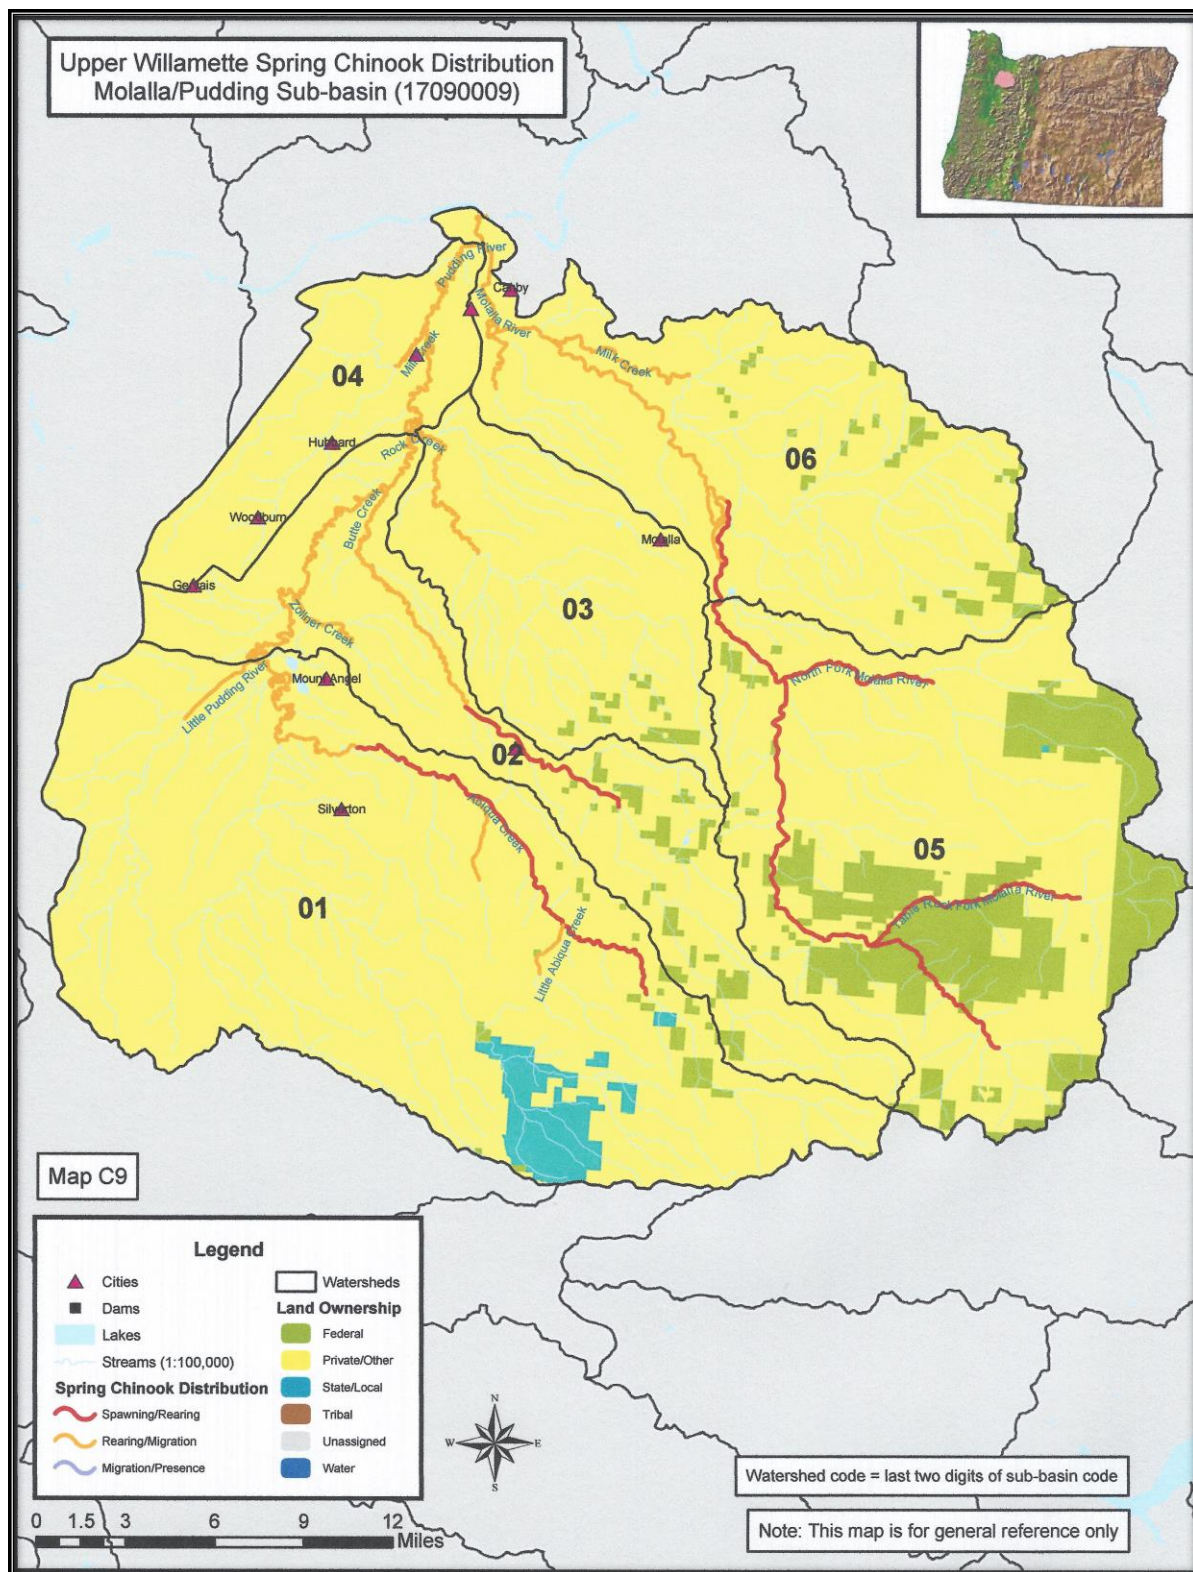 Upper Willamette Spring Chinook Distribution
Molalla/Pudding Sub-basin (17090009)
Pudding River
Canby
Molalla River
Mill Creek
Milk Creek
04
Hubbard
Rock Creek
06
Woodburn
Butte Creek
Molalla
Gervais
03
Zollner Creek
Mount Angel
Little Pudding River
North Fork Molalla River
02
Silverton
Abiqua Creek
05
Table Rock Fork Molalla River
01
Little Abiqua Creek
Map C9
Legend
Cities
Dams
Lakes
Streams (1:100,000)
Spring Chinook Distribution
Spawning/Rearing
Rearing/Migration
Migration/Presence
Watersheds
Land Ownership
Federal
Private/Other
State/Local
Tribal
Unassigned
Water
N
W
E
S
Watershed code = last two digits of sub-basin code
Note: This map is for general reference only
0 1.5 3 6 9 12
Miles